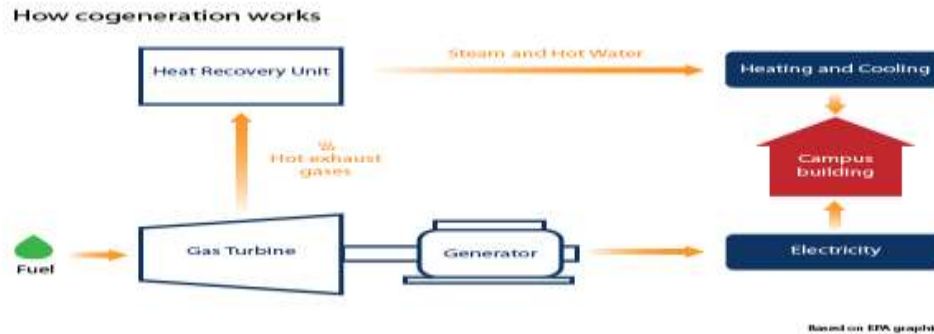 How cogeneration works
Steam and Hot Water
Heat Recovery Unit
Heating and Cooling
Hot exhaust
gases
Campus
building
Gas Turbine
Generator
Electricity
Fuel
Based on EPA graphi